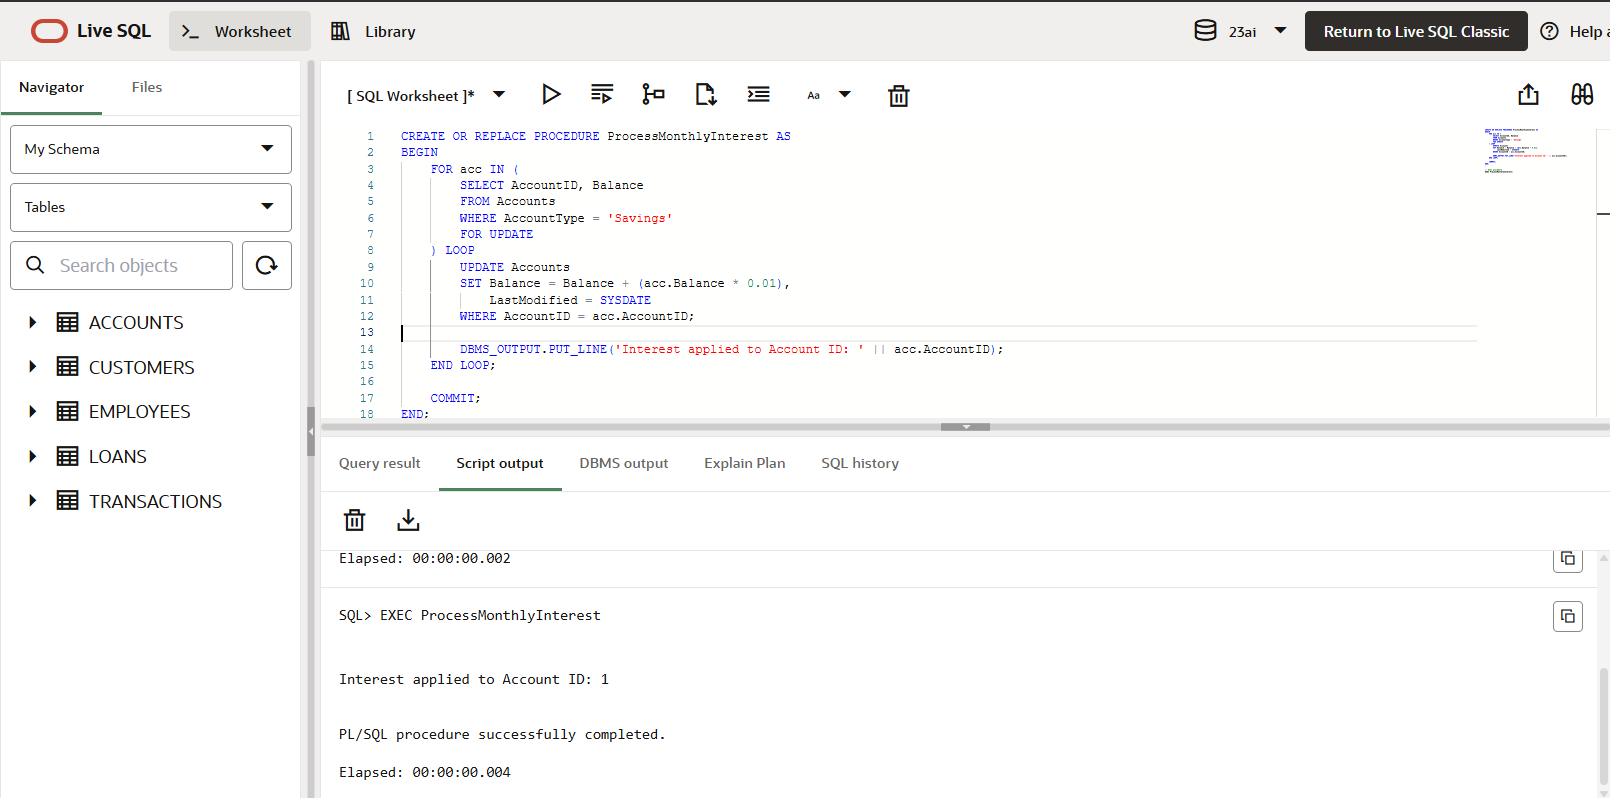 Live SQL
Worksheet
Library
23ai
Return to Live SQL Classic
Help
Navigator
Files
My Schema
Tables
Search objects
ACCOUNTS
CUSTOMERS
EMPLOYEES
LOANS
TRANSACTIONS
[ SQL Worksheet ]*
Aa
1 CREATE OR REPLACE PROCEDURE ProcessMonthlyInterest AS
2 BEGIN
3 FOR acc IN (
4 SELECT AccountID, Balance
5 FROM Accounts
6 WHERE AccountType = 'Savings'
7 FOR UPDATE
8 ) LOOP
9 UPDATE Accounts
10 SET Balance = Balance + (acc.Balance * 0.01),
11 LastModified = SYSDATE
12 WHERE AccountID = acc.AccountID;
13
14 DBMS_OUTPUT.PUT_LINE('Interest applied to Account ID: ' || acc.AccountID);
15 END LOOP;
16
17 COMMIT;
18 END;
Query result
Script output
DBMS output
Explain Plan
SQL history
Elapsed: 00:00:00.002
SQL> EXEC ProcessMonthlyInterest
Interest applied to Account ID: 1
PL/SQL procedure successfully completed.
Elapsed: 00:00:00.004